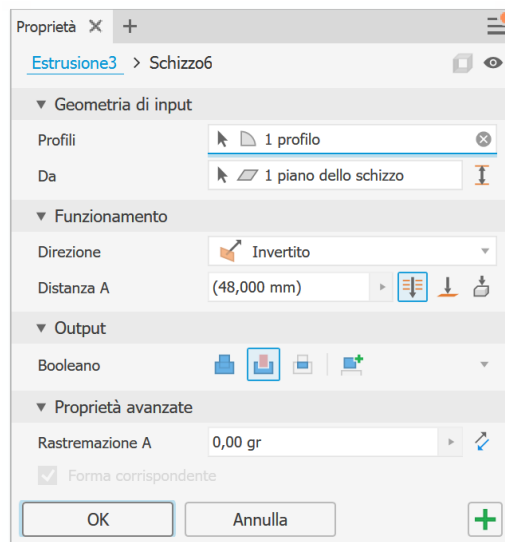 Proprietà
Estrusione3 > Schizzo6
Geometria di input
Profili 1 profilo
Da 1 piano dello schizzo
Funzionamento
Direzione Invertito
Distanza A (48,000 mm)
Output
Booleano
Proprietà avanzate
Rastremazione A 0,00 gr
Forma corrispondente
OK Annulla